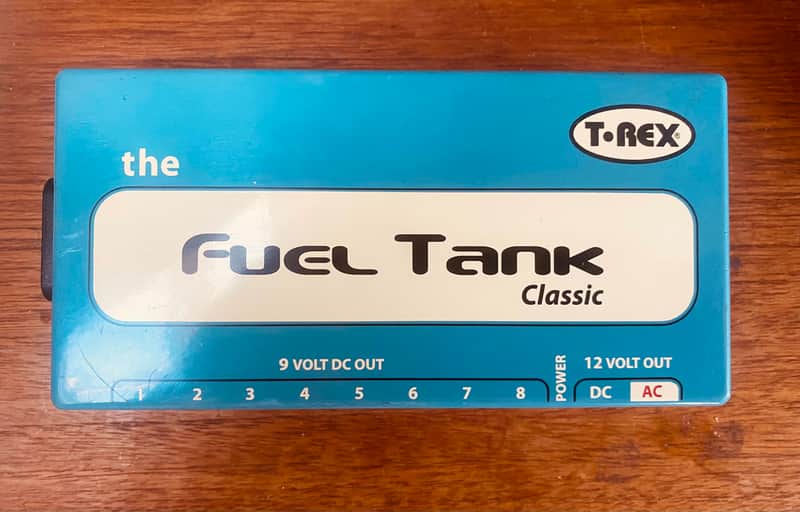 T•REX®
the
Fuel Tank
Classic
9 VOLT DC OUT
POWER
12 VOLT OUT
1 2 3 4 5 6 7 8
DC AC